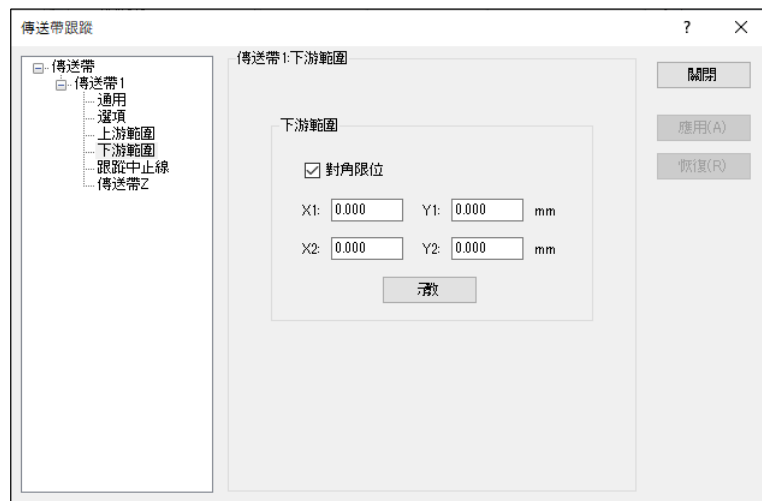 傳送帶跟蹤
?
傳送帶
傳送帶1
通用
選項
上游範圍
下游範圍
跟蹤中止線
傳送帶Z
傳送帶1:下游範圍
下游範圍
對角限位
X1: 0.000 Y1: 0.000 mm
X2: 0.000 Y2: 0.000 mm
示教
關閉
應用(A)
恢復(R)